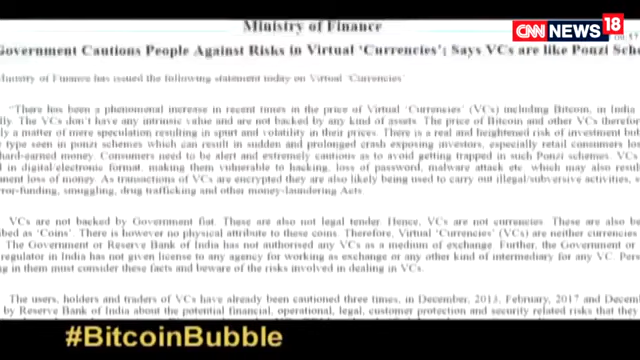 Ministry of Finance
CNN NEWS 18
Government Cautions People Against Risks in Virtual 'Currencies'; Says VCs are like Ponzi Sche
Ministry of Finance has issued the following statement today on Virtual 'Currencies'
"There has been a phenomenal increase in recent times in the price of Virtual 'Currencies' (VCs) including Bitcoin, in India
lly. The VCs don't have any intrinsic value and are not backed by any kind of assets. The price of Bitcoin and other VCs therefor
ly a matter of mere speculation resulting in spurt and volatility in their prices. There is a real and heightened risk of investment bub
e type seen in ponzi schemes which can result in sudden and prolonged crash exposing investors, especially retail consumers los
hard-earned money. Consumers need to be alert and extremely cautions as to avoid getting trapped in such Ponzi schemes. VCs
d in digital/electronic format, making them vulnerable to hacking, loss of password, malware attack etc. which may also resul
anent loss of money. As transactions of VCs are encrypted they are also likely being used to carry out illegal/subversive activities, s
error-funding, smuggling, drug trafficking and other money-laundering Acts.
VCs are not backed by Government fiat. These are also not legal tender. Hence, VCs are not currencies. These are also be
ibed as 'Coins'. There is however no physical attribute to these coins. Therefore, Virtual 'Currencies' (VCs) are neither currencies
The Government or Reserve Bank of India has not authorised any VCs as a medium of exchange. Further, the Government or
regulator in India has not given license to any agency for working as exchange or any other kind of intermediary for any VC. Pers
ng in them must consider these facts and beware of the risks involved in dealing in VCs.
The users, holders and traders of VCs have already been cautioned three times, in December, 2013, February, 2017 and Decemb
by Reserve Bank of India about the potential financial, operational, legal, customer protection and security related risks that they
#BitcoinBubble